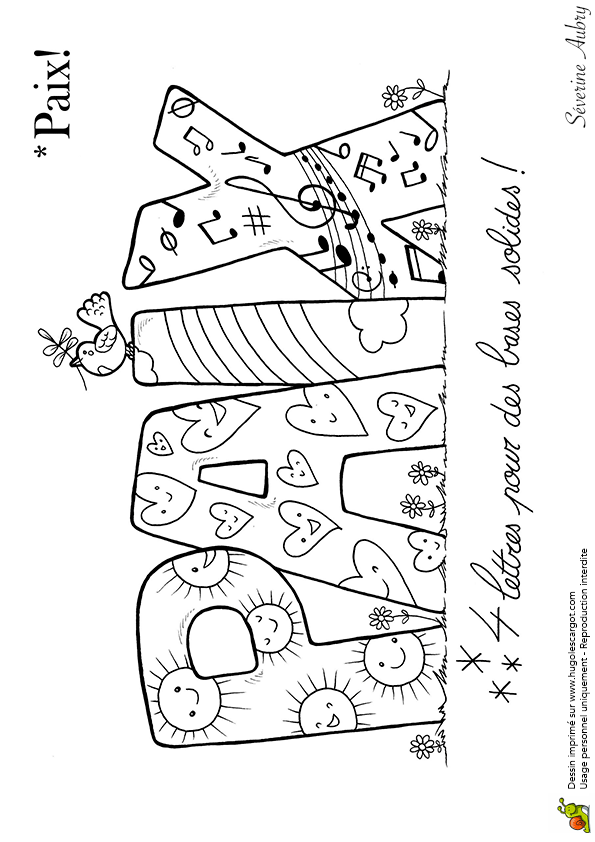 *Paix!
PAIX
* 4 lettres pour des bases solides !
**
Séverine Aubry
Dessin imprimé sur www.hugolescargot.com
Usage personnel uniquement - Reproduction interdite